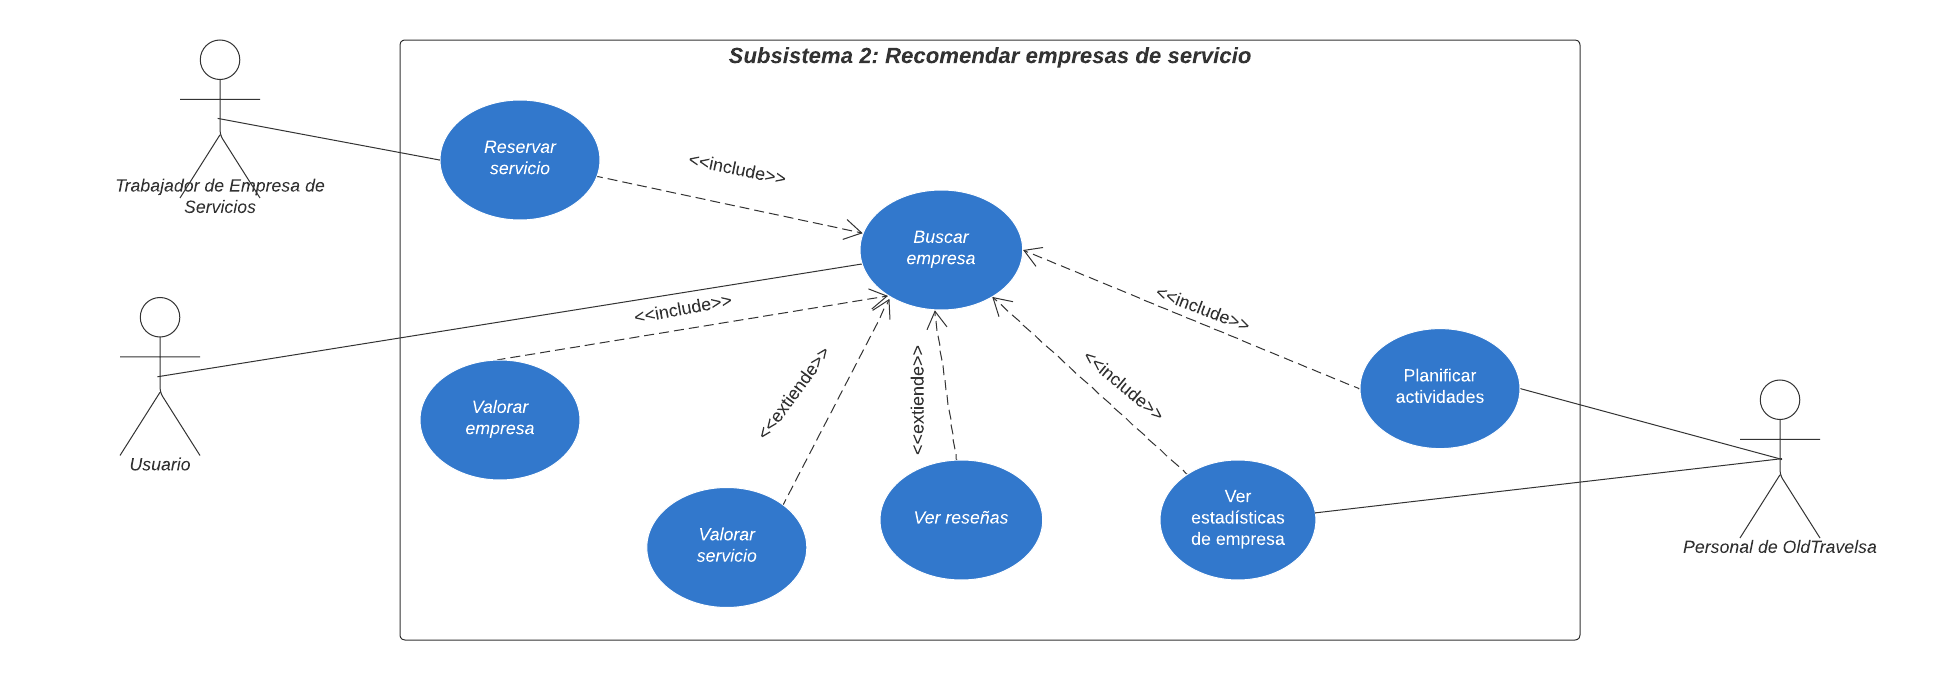 Subsistema 2: Recomendar empresas de servicio
Reservar
servicio
<<include>>
Trabajador de Empresa de
Servicios
Buscar
empresa
<<include>>
<<include>>
<<extiende>>
<<extiende>>
<<include>>
Planificar
actividades
Valorar
empresa
Usuario
Ver
estadísticas
de empresa
Ver reseñas
Valorar
servicio
Personal de OldTravelsa